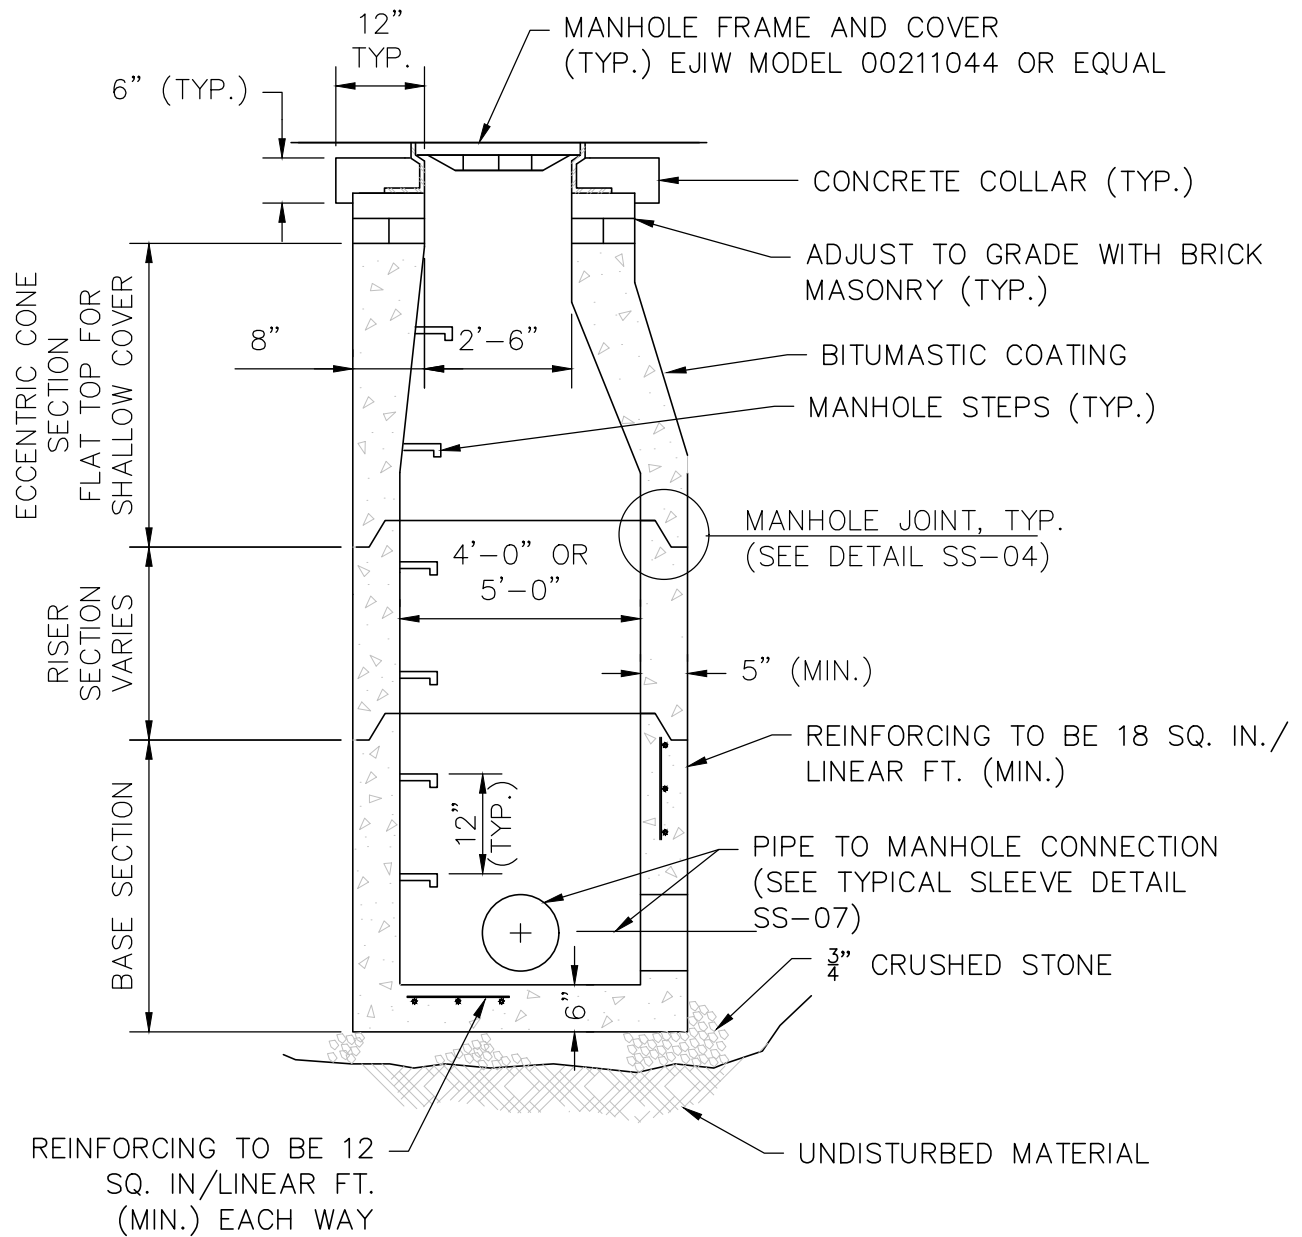 12"
TYP.
MANHOLE FRAME AND COVER
(TYP.) EJIW MODEL 00211044 OR EQUAL
6" (TYP.)
CONCRETE COLLAR (TYP.)
ADJUST TO GRADE WITH BRICK
MASONRY (TYP.)
ECCENTRIC CONE
SECTION
FLAT TOP FOR
SHALLOW COVER
8"
2'-6"
BITUMASTIC COATING
MANHOLE STEPS (TYP.)
MANHOLE JOINT, TYP.
(SEE DETAIL SS-04)
4'-0" OR
5'-0"
RISER
SECTION
VARIES
5" (MIN.)
REINFORCING TO BE 18 SQ. IN./
LINEAR FT. (MIN.)
BASE SECTION
12"
(TYP.)
PIPE TO MANHOLE CONNECTION
(SEE TYPICAL SLEEVE DETAIL
SS-07)
3/4" CRUSHED STONE
6"
REINFORCING TO BE 12
SQ. IN/LINEAR FT.
(MIN.) EACH WAY
UNDISTURBED MATERIAL